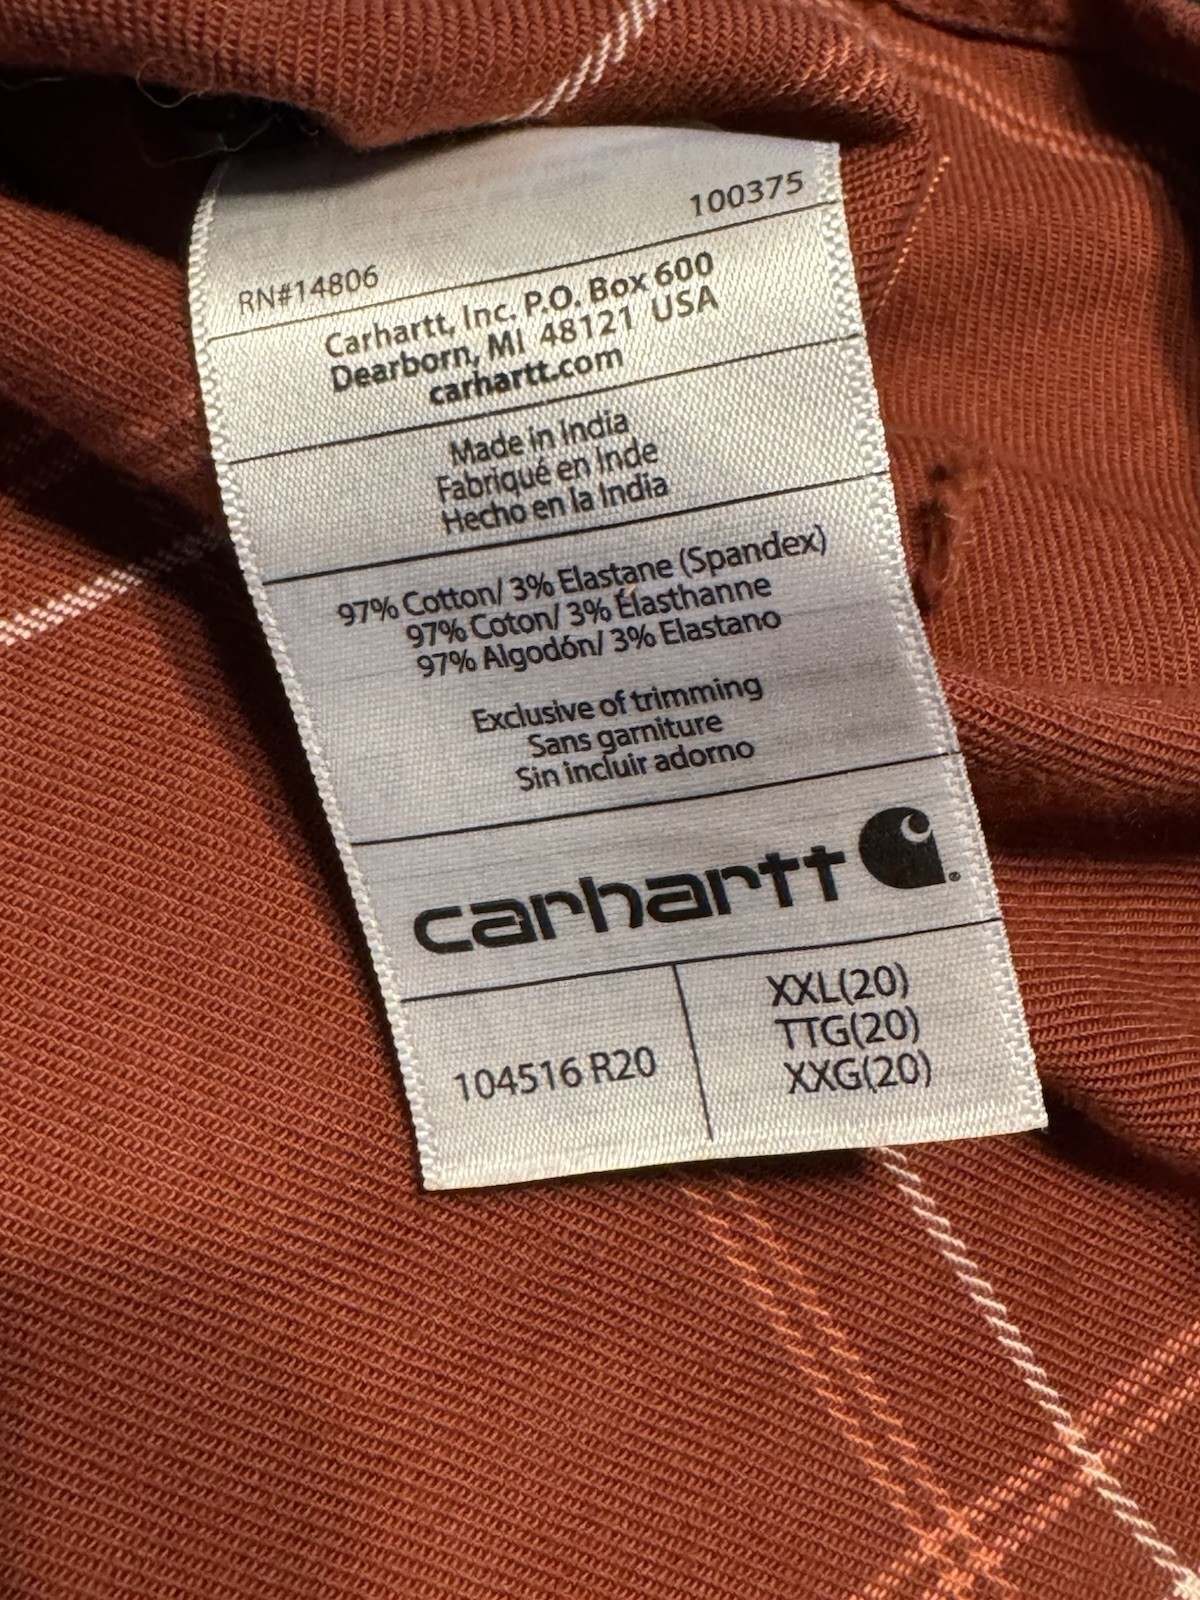 100375
RN#14806
Carhartt, Inc. P.O. Box 600
Dearborn, MI 48121 USA
carhartt.com
Made in India
Fabriqué en Inde
Hecho en la India
97% Cotton/ 3% Elastane (Spandex)
97% Coton/ 3% Élasthanne
97% Algodón/ 3% Elastano
Exclusive of trimming
Sans garniture
Sin incluir adorno
carhartt ®
104516 R20
XXL(20)
TTG(20)
XXG(20)